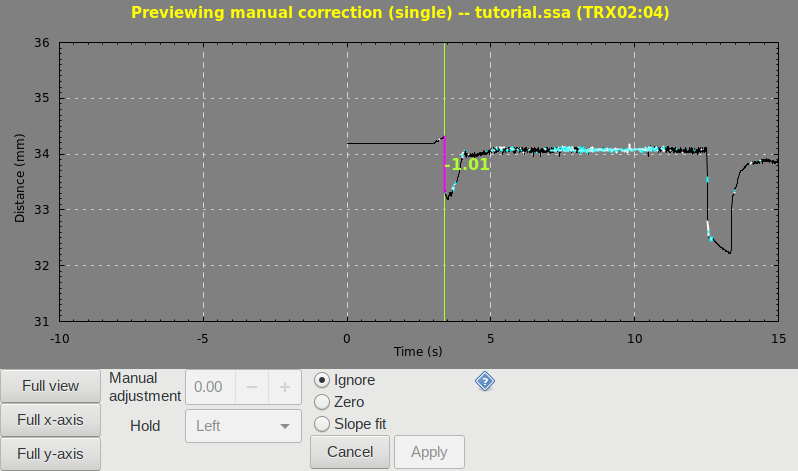 Previewing manual correction (single) -- tutorial.ssa (TRX02:04)
36
35
34
33
32
31
Distance (mm)
-1.01
-10
-5
0
5
10
15
Time (s)
Full view
Full x-axis
Full y-axis
Manual
adjustment
0.00
− +
Hold
Left
Ignore
Zero
Slope fit
Cancel
Apply
?